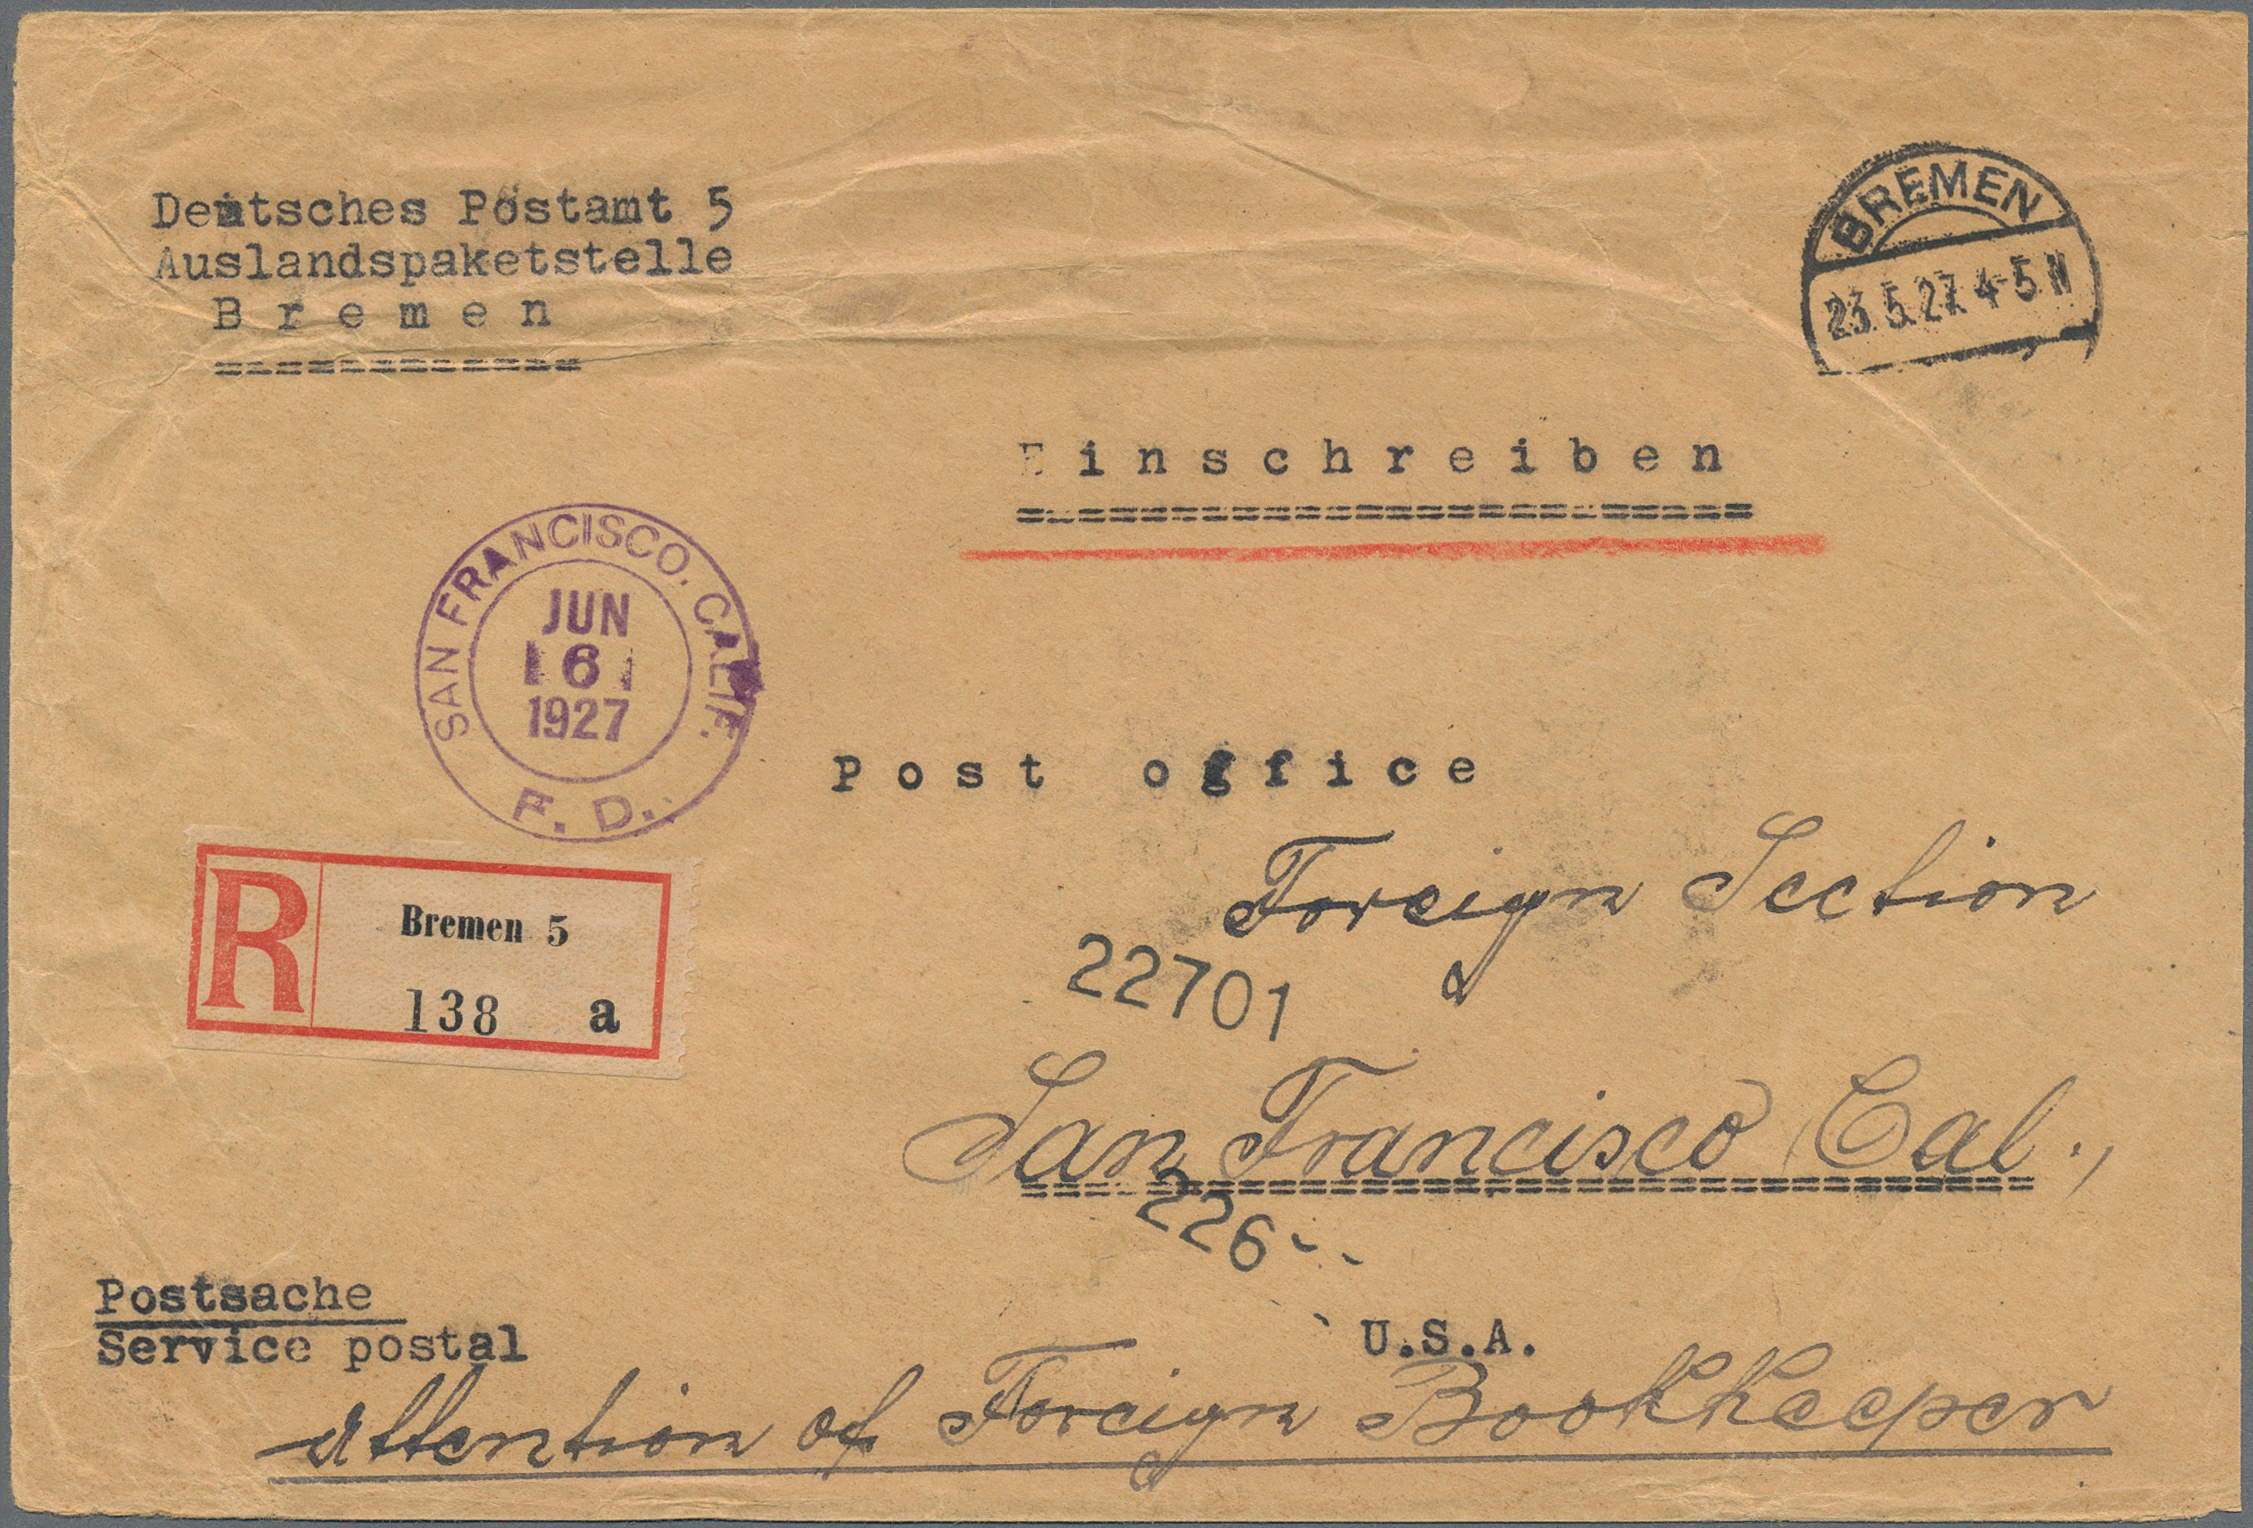 Deutsches Postamt 5
Auslandspaketstelle
Bremen
============
BREMEN
23.5.27. 4-5 N
Einschreiben
SAN FRANCISCO, CALIF.
JUN
6
1927
F. D.
Post office
Foreign Section
R
Bremen 5
138 a
22701
San Francisco Cal.,
226
Postsache
Service postal
U.S.A.
attention of Foreign BookKeeper